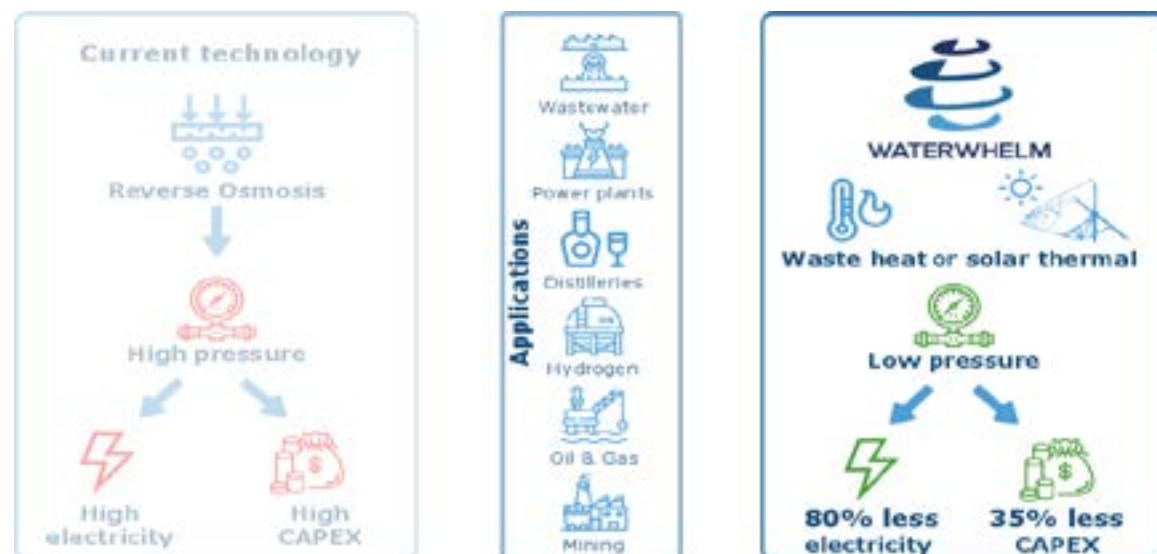 Current technology
Reverse Osmosis
High pressure
High
electricity
High
CAPEX
Applications
Wastewater
Power plants
Distilleries
Hydrogen
Oil & Gas
Mining
WATERWHELM
Waste heat or solar thermal
Low pressure
80% less
electricity
35% less
CAPEX